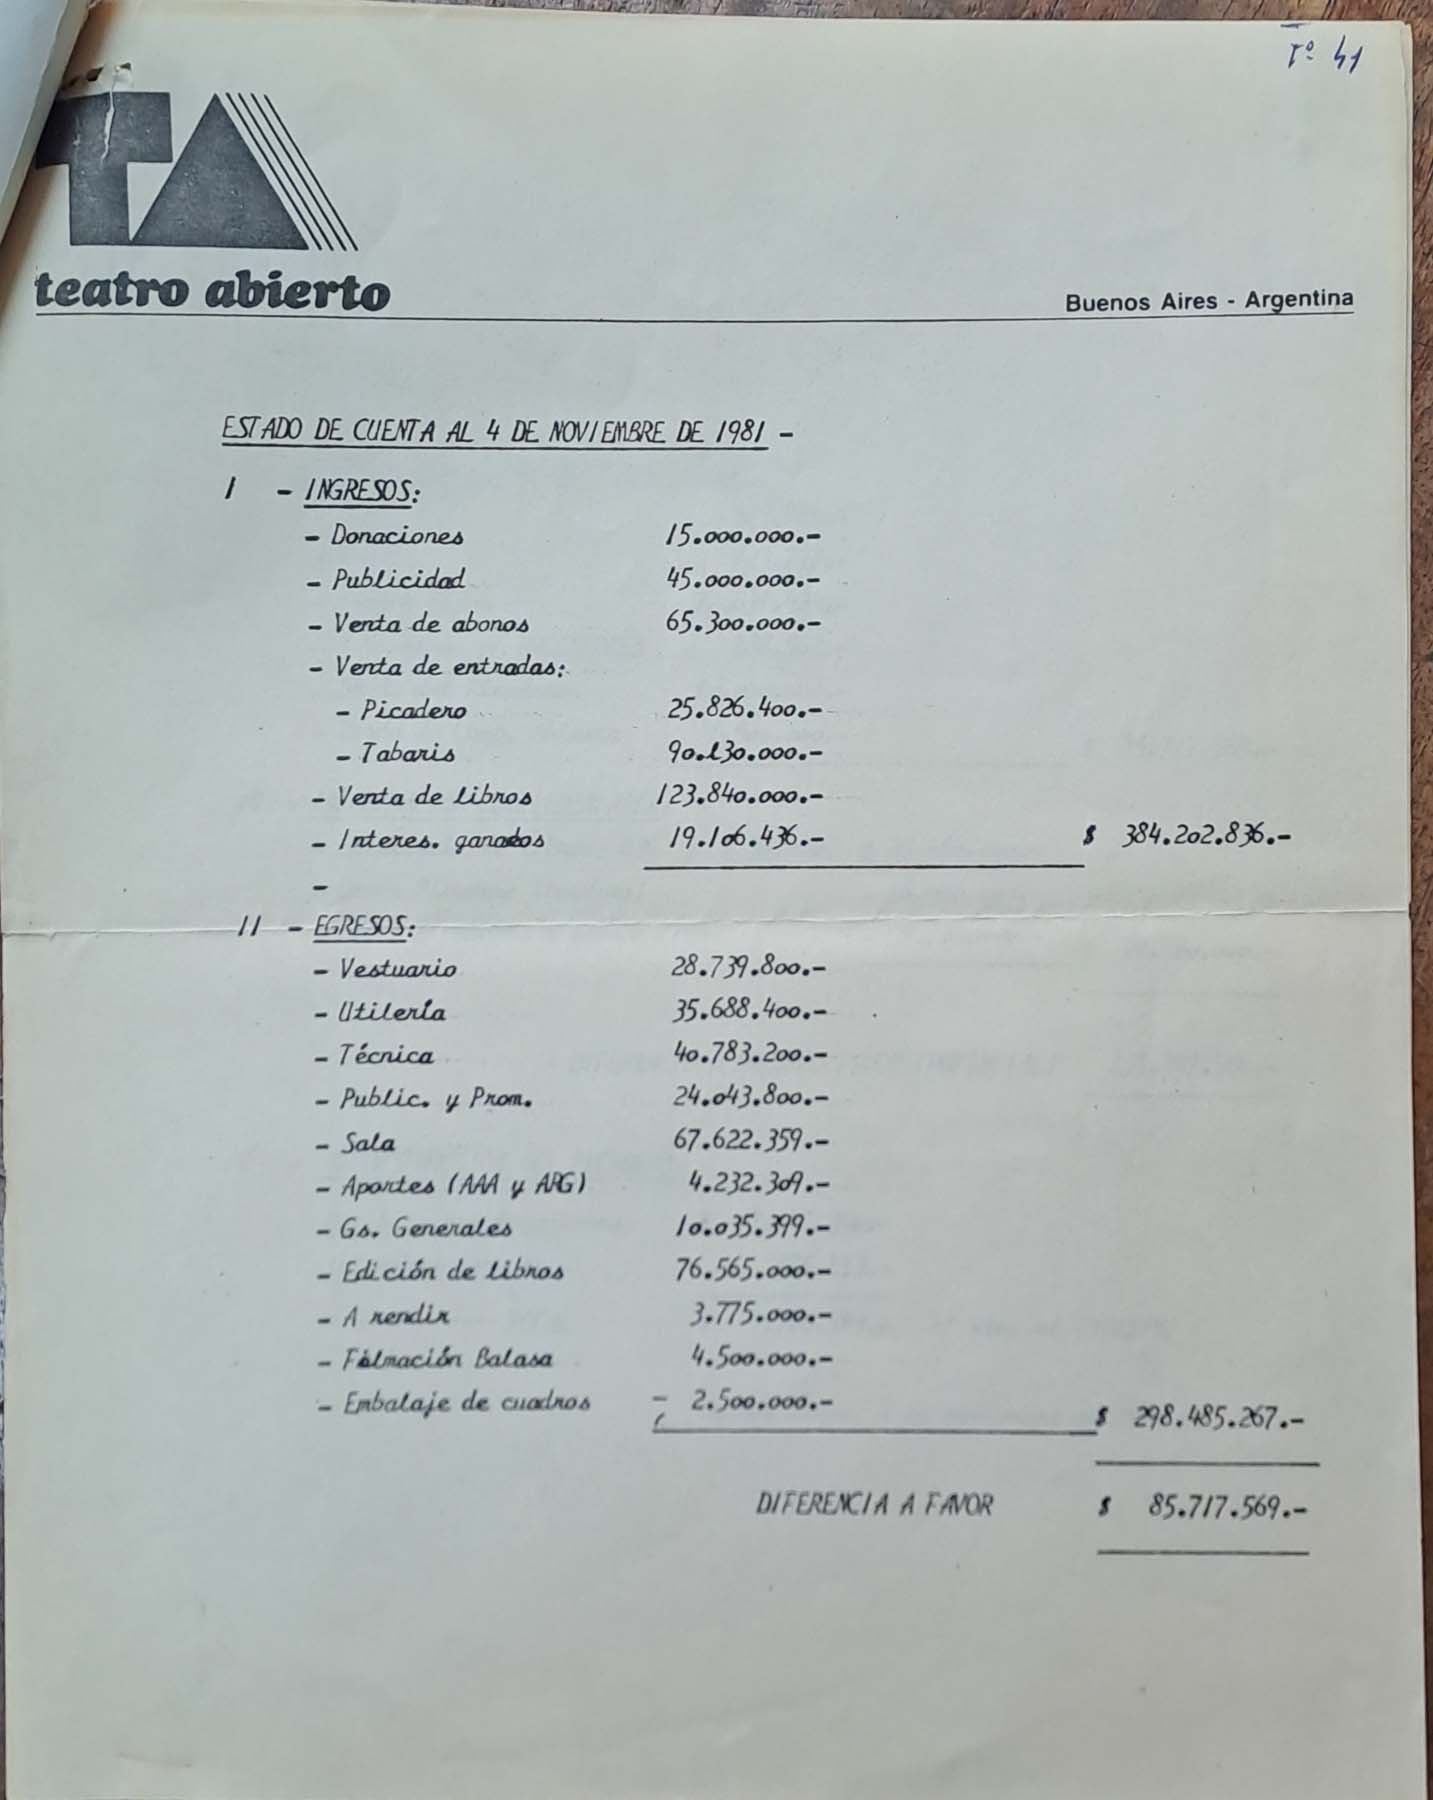 Fº 41
TA
teatro abierto
Buenos Aires - Argentina
ESTADO DE CUENTA AL 4 DE NOVIEMBRE DE 1981 -
I - INGRESOS:
- Donaciones 15.000.000.-
- Publicidad 45.000.000.-
- Venta de abonos 65.300.000.-
- Venta de entradas:
- Picadero 25.826.400.-
- Tabaris 90.130.000.-
- Venta de libros 123.840.000.-
- Interes. ganados 19.106.436.- $ 384.202.836.-
-
II - EGRESOS:
- Vestuario 28.739.800.-
- Utilería 35.688.400.-
- Técnica 40.783.200.-
- Public. y Prom. 24.043.800.-
- Sala 67.622.359.-
- Aportes (AAA y ARG) 4.232.309.-
- Gs. Generales 10.035.399.-
- Edición de libros 76.565.000.-
- A rendir 3.775.000.-
- Filmación Balasa 4.500.000.-
- Embalaje de cuadros - 2.500.000.- $ 298.485.267.-
DIFERENCIA A FAVOR $ 85.717.569.-